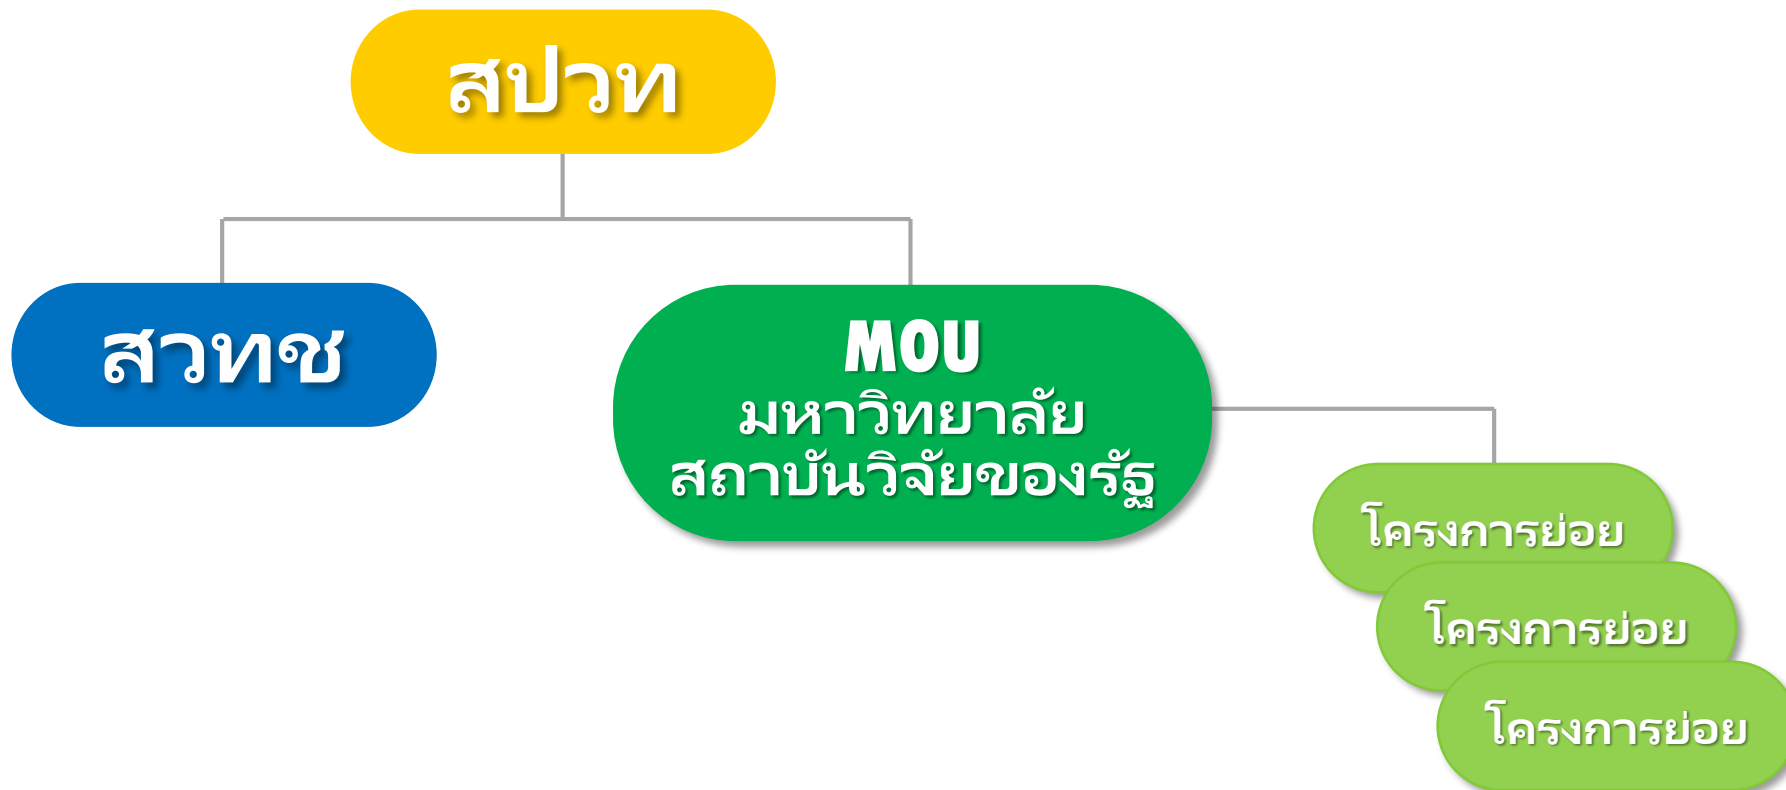 สปวท
สวทช
MOU
มหาวิทยาลัย
สถาบันวิจัยของรัฐ
โครงการย่อย
โครงการย่อย
โครงการย่อย